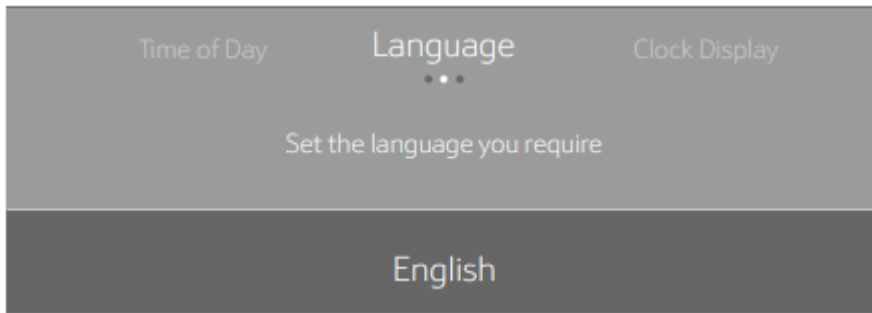 Time of Day Language Clock Display
Set the language you require
English